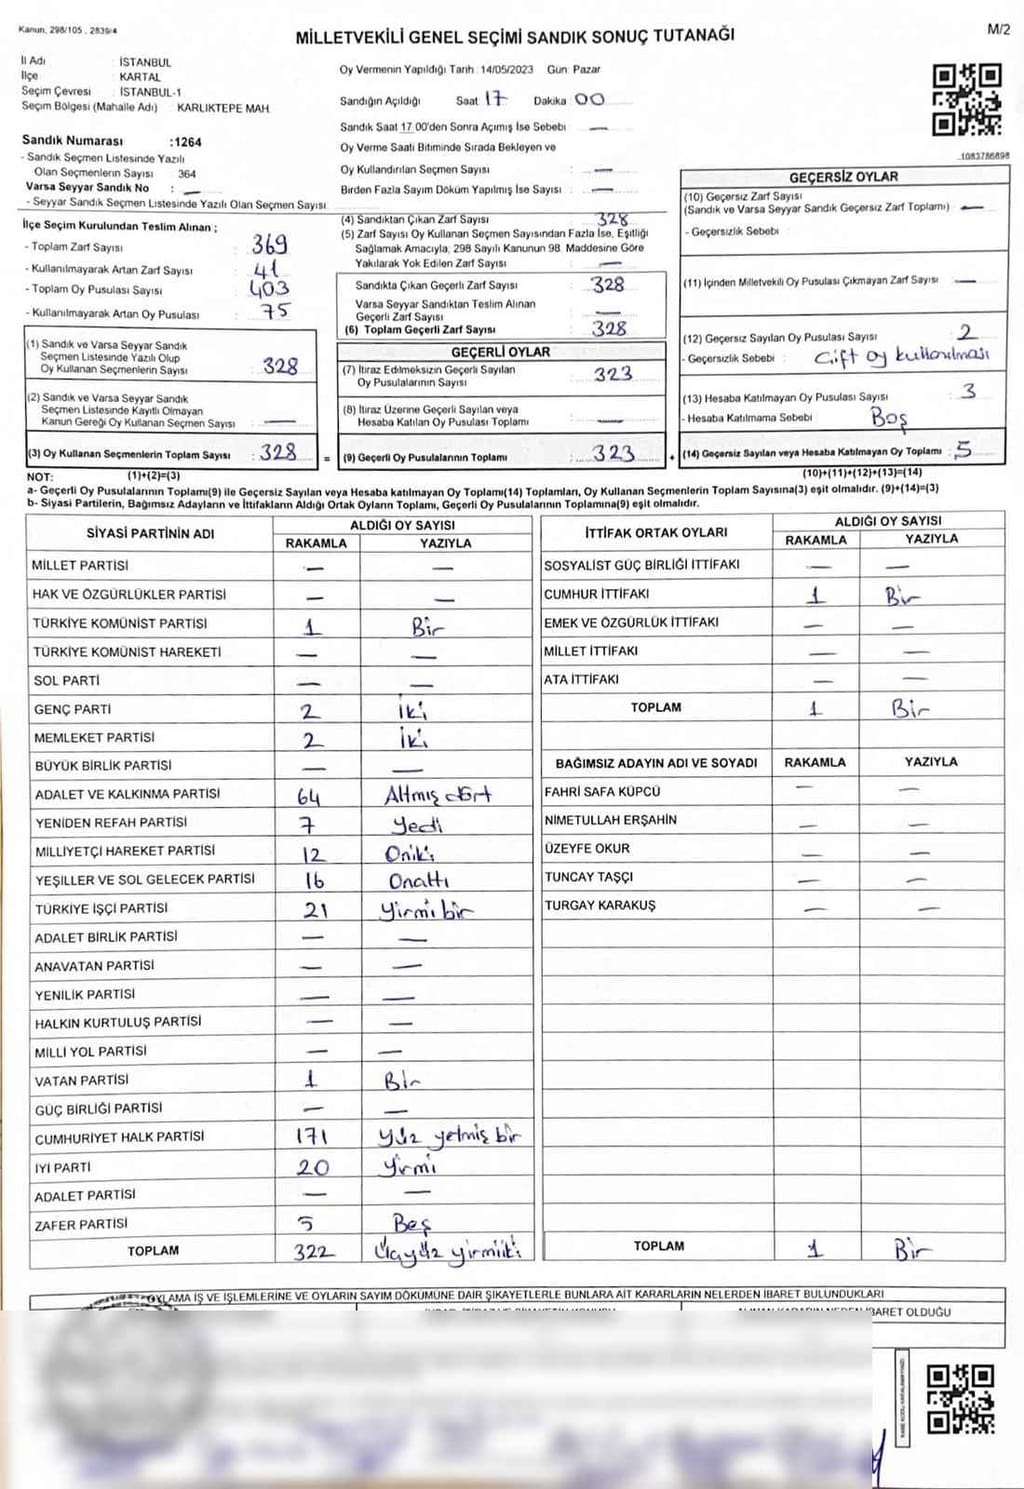 Kanun, 298/105 , 2839/4
MİLLETVEKİLİ GENEL SEÇİMİ SANDIK SONUÇ TUTANAĞI
M/2
İl Adı : İSTANBUL
İlçe : KARTAL
Seçim Çevresi : İSTANBUL-1
Seçim Bölgesi (Mahalle Adı) : KARLIKTEPE MAH.
Sandık Numarası :1264
- Sandık Seçmen Listesinde Yazılı
Olan Seçmenlerin Sayısı : 364
Varsa Seyyar Sandık No : —
- Seyyar Sandık Seçmen Listesinde Yazılı Olan Seçmen Sayısı:
Oy Vermenin Yapıldığı Tarih :14/05/2023 Gün: Pazar
Sandığın Açıldığı Saat 17 Dakika 00
Sandık Saat 17:00'den Sonra Açımış İse Sebebi : —
Oy Verme Saati Bitiminde Sırada Bekleyen ve
Oy Kullandırılan Seçmen Sayısı : —
Birden Fazla Sayım Döküm Yapılmış İse Sayısı : —
1083786898
İlçe Seçim Kurulundan Teslim Alınan ;
- Toplam Zarf Sayısı : 369
- Kullanılmayarak Artan Zarf Sayısı : 41
- Toplam Oy Pusulası Sayısı : 403
- Kullanılmayarak Artan Oy Pusulası : 75
(1) Sandık ve Varsa Seyyar Sandık
Seçmen Listesinde Yazılı Olup
Oy Kullanan Seçmenlerin Sayısı : 328
(2) Sandık ve Varsa Seyyar Sandık
Seçmen Listesinde Kayıtlı Olmayan
Kanun Gereği Oy Kullanan Seçmen Sayısı : —
(3) Oy Kullanan Seçmenlerin Toplam Sayısı : 328 =
(4) Sandıktan Çıkan Zarf Sayısı : 328
(5) Zarf Sayısı Oy Kullanan Seçmen Sayısından Fazla İse, Eşitliği
Sağlamak Amacıyla, 298 Sayılı Kanunun 98. Maddesine Göre
Yakılarak Yok Edilen Zarf Sayısı : —
Sandıkta Çıkan Geçerli Zarf Sayısı : 328
Varsa Seyyar Sandıktan Teslim Alınan
Geçerli Zarf Sayısı : —
(6) Toplam Geçerli Zarf Sayısı : 328
GEÇERLİ OYLAR
(7) İtiraz Edilmeksizin Geçerli Sayılan
Oy Pusulalarının Sayısı : 323
(8) İtiraz Üzerine Geçerli Sayılan veya
Hesaba Katılan Oy Pusulası Toplamı : —
(9) Geçerli Oy Pusulalarının Toplamı : 323 +
GEÇERSİZ OYLAR
(10) Geçersiz Zarf Sayısı
(Sandık ve Varsa Seyyar Sandık Geçersiz Zarf Toplamı) : —
- Geçersizlik Sebebi :
(11) İçinden Milletvekili Oy Pusulası Çıkmayan Zarf Sayısı : —
(12) Geçersiz Sayılan Oy Pusulası Sayısı : 2
- Geçersizlik Sebebi : Çift oy kullanılması
(13) Hesaba Katılmayan Oy Pusulası Sayısı : 3
- Hesaba Katılmama Sebebi : Boş
(14) Geçersiz Sayılan veya Hesaba Katılmayan Oy Toplamı : 5
NOT: (1)+(2)=(3) (10)+(11)+(12)+(13)=(14)
a- Geçerli Oy Pusulalarının Toplamı(9) ile Geçersiz Sayılan veya Hesaba katılmayan Oy Toplamı(14) Toplamları, Oy Kullanan Seçmenlerin Toplam Sayısına(3) eşit olmalıdır. (9)+(14)=(3)
b- Siyasi Partilerin, Bağımsız Adayların ve İttifakların Aldığı Ortak Oyların Toplamı, Geçerli Oy Pusulalarının Toplamına(9) eşit olmalıdır.
SİYASİ PARTİNİN ADI ALDIĞI OY SAYISI
RAKAMLA YAZIYLA
MİLLET PARTİSİ — —
HAK VE ÖZGÜRLÜKLER PARTİSİ — —
TÜRKİYE KOMÜNİST PARTİSİ 1 Bir
TÜRKİYE KOMÜNİST HAREKETİ — —
SOL PARTİ — —
GENÇ PARTİ 2 İki
MEMLEKET PARTİSİ 2 İki
BÜYÜK BİRLİK PARTİSİ — —
ADALET VE KALKINMA PARTİSİ 64 Altmış dört
YENİDEN REFAH PARTİSİ 7 Yedi
MİLLİYETÇİ HAREKET PARTİSİ 12 Oniki
YEŞİLLER VE SOL GELECEK PARTİSİ 16 Onaltı
TÜRKİYE İŞÇİ PARTİSİ 21 Yirmi bir
ADALET BİRLİK PARTİSİ — —
ANAVATAN PARTİSİ — —
YENİLİK PARTİSİ — —
HALKIN KURTULUŞ PARTİSİ — —
MİLLİ YOL PARTİSİ — —
VATAN PARTİSİ 1 Bir
GÜÇ BİRLİĞİ PARTİSİ — —
CUMHURİYET HALK PARTİSİ 171 Yüz yetmiş bir
İYİ PARTİ 20 Yirmi
ADALET PARTİSİ — —
ZAFER PARTİSİ 5 Beş
TOPLAM 322 Üçyüz yirmiiki
İTTİFAK ORTAK OYLARI ALDIĞI OY SAYISI
RAKAMLA YAZIYLA
SOSYALİST GÜÇ BİRLİĞİ İTTİFAKI — —
CUMHUR İTTİFAKI 1 Bir
EMEK VE ÖZGÜRLÜK İTTİFAKI — —
MİLLET İTTİFAKI — —
ATA İTTİFAKI — —
TOPLAM 1 Bir
BAĞIMSIZ ADAYIN ADI VE SOYADI RAKAMLA YAZIYLA
FAHRİ SAFA KÜPCÜ — —
NİMETULLAH ERŞAHİN — —
ÜZEYFE OKUR — —
TUNCAY TAŞÇI — —
TURGAY KARAKUŞ — —
TOPLAM 1 Bir
OYLAMA İŞ VE İŞLEMLERİNE VE OYLARIN SAYIM DÖKÜMÜNE DAİR ŞİKAYETLERLE BUNLARA AİT KARARLARIN NELERDEN İBARET BULUNDUKLARI
İBARET OLDUĞU